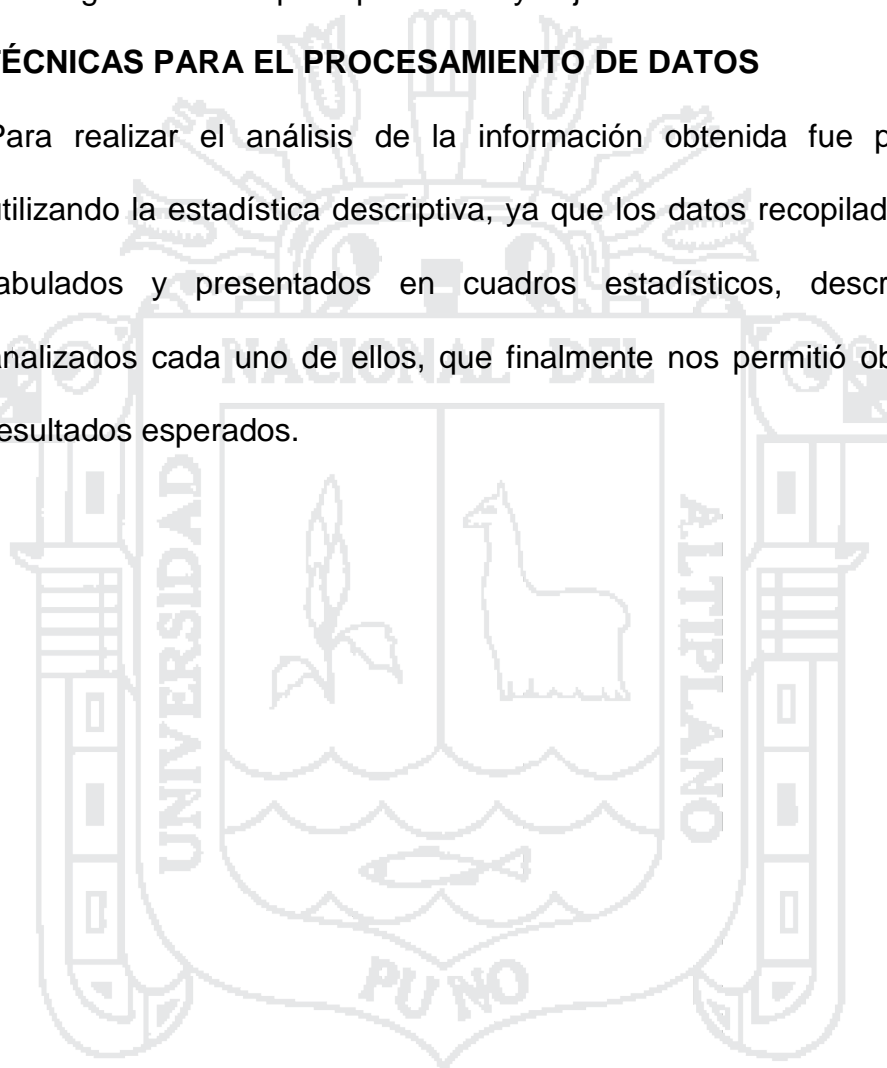 TÉCNICAS PARA EL PROCESAMIENTO DE DATOS
Para realizar el análisis de la información obtenida fue p
utilizando la estadística descriptiva, ya que los datos recopilad
abulados y presentados en cuadros estadísticos, descr
analizados cada uno de ellos, que finalmente nos permitió ob
resultados esperados.
NACIONAL DEL
UNIVERSIDAD
ALTIPLANO
PUNO